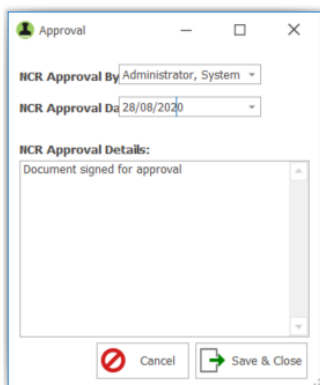 Approval
NCR Approval By Administrator, System
NCR Approval Da 28/08/2020
NCR Approval Details:
Document signed for approval
Cancel Save & Close